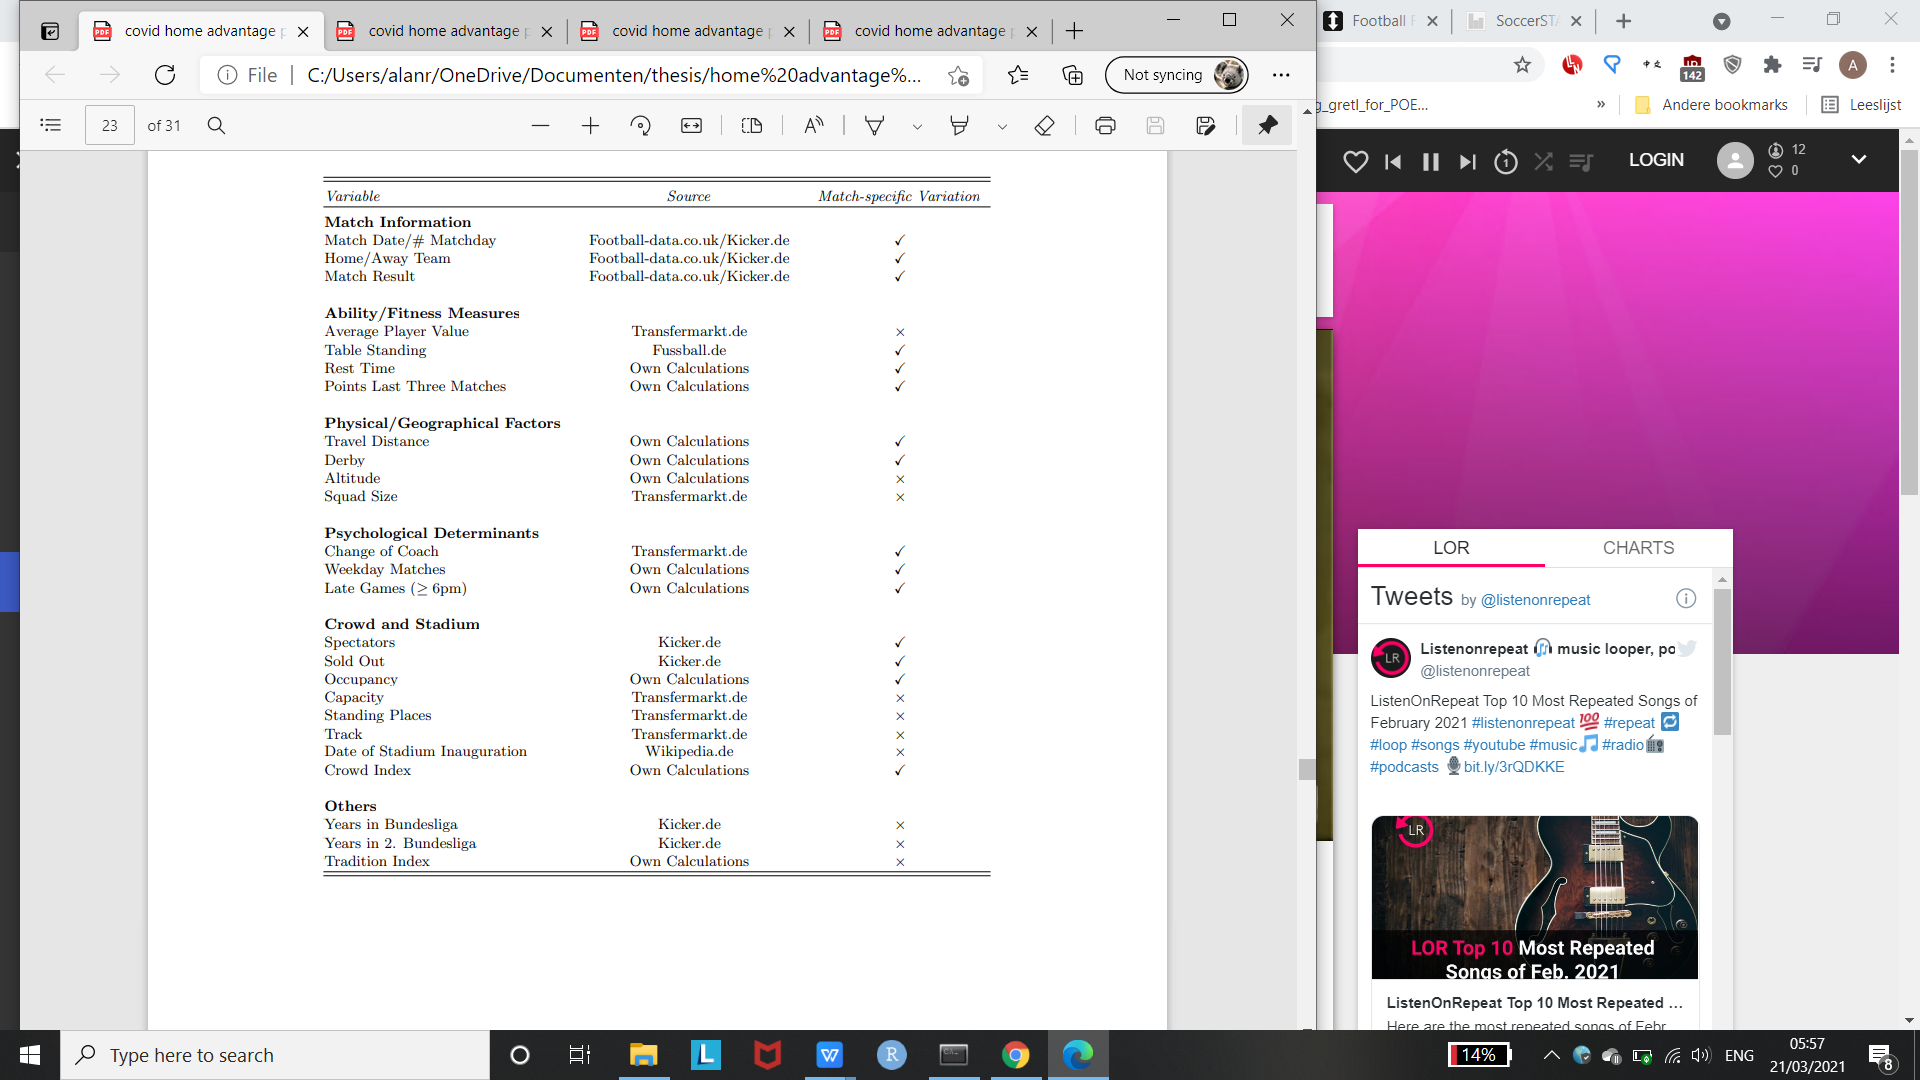 covid home advantage p
covid home advantage p
covid home advantage p
covid home advantage p
File | C:/Users/alanr/OneDrive/Documenten/thesis/home%20advantage%...
Not syncing
23 of 31
Variable Source Match-specific Variation
Match Information
Match Date/# Matchday Football-data.co.uk/Kicker.de ✓
Home/Away Team Football-data.co.uk/Kicker.de ✓
Match Result Football-data.co.uk/Kicker.de ✓
Ability/Fitness Measures
Average Player Value Transfermarkt.de ×
Table Standing Fussball.de ✓
Rest Time Own Calculations ✓
Points Last Three Matches Own Calculations ✓
Physical/Geographical Factors
Travel Distance Own Calculations ✓
Derby Own Calculations ✓
Altitude Own Calculations ×
Squad Size Transfermarkt.de ×
Psychological Determinants
Change of Coach Transfermarkt.de ✓
Weekday Matches Own Calculations ✓
Late Games (≥ 6pm) Own Calculations ✓
Crowd and Stadium
Spectators Kicker.de ✓
Sold Out Kicker.de ✓
Occupancy Own Calculations ✓
Capacity Transfermarkt.de ×
Standing Places Transfermarkt.de ×
Track Transfermarkt.de ×
Date of Stadium Inauguration Wikipedia.de ×
Crowd Index Own Calculations ✓
Others
Years in Bundesliga Kicker.de ×
Years in 2. Bundesliga Kicker.de ×
Tradition Index Own Calculations ×
Football
SoccerSTA
142
A
g_gretl_for_POE...
» Andere bookmarks
Leeslijst
LOGIN
12
0
LOR CHARTS
Tweets by @listenonrepeat
LR
Listenonrepeat 🎧 music looper, po
@listenonrepeat
ListenOnRepeat Top 10 Most Repeated Songs of
February 2021 #listenonrepeat 💯 #repeat 🔁
#loop #songs #youtube #music🎵 #radio📻
#podcasts 🎙bit.ly/3rQDKKE
LR
LOR Top 10 Most Repeated
Songs of Feb. 2021
ListenOnRepeat Top 10 Most Repeated ...
Here are the most repeated songs of Febr
Type here to search
14%
ENG
05:57
21/03/2021
8